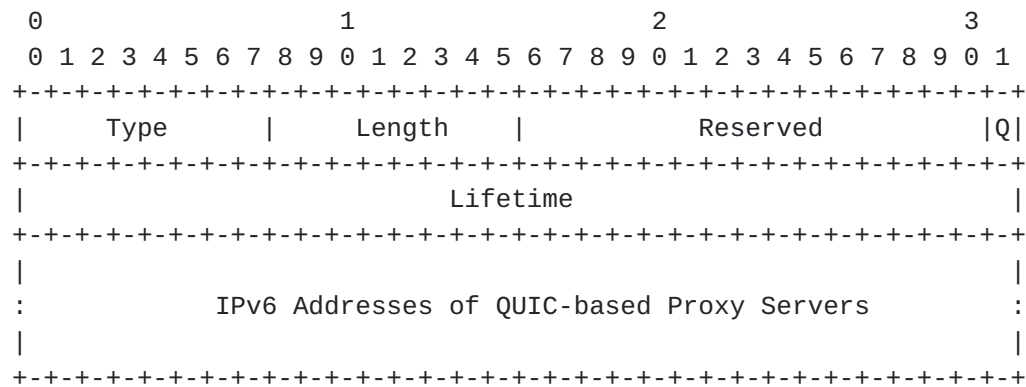 0                   1                   2                   3
 0 1 2 3 4 5 6 7 8 9 0 1 2 3 4 5 6 7 8 9 0 1 2 3 4 5 6 7 8 9 0 1
+-+-+-+-+-+-+-+-+-+-+-+-+-+-+-+-+-+-+-+-+-+-+-+-+-+-+-+-+-+-+-+-+
|     Type      |     Length    |           Reserved          |Q|
+-+-+-+-+-+-+-+-+-+-+-+-+-+-+-+-+-+-+-+-+-+-+-+-+-+-+-+-+-+-+-+-+
|                           Lifetime                            |
+-+-+-+-+-+-+-+-+-+-+-+-+-+-+-+-+-+-+-+-+-+-+-+-+-+-+-+-+-+-+-+-+
|                                                               |
:            IPv6 Addresses of QUIC-based Proxy Servers         :
|                                                               |
+-+-+-+-+-+-+-+-+-+-+-+-+-+-+-+-+-+-+-+-+-+-+-+-+-+-+-+-+-+-+-+-+